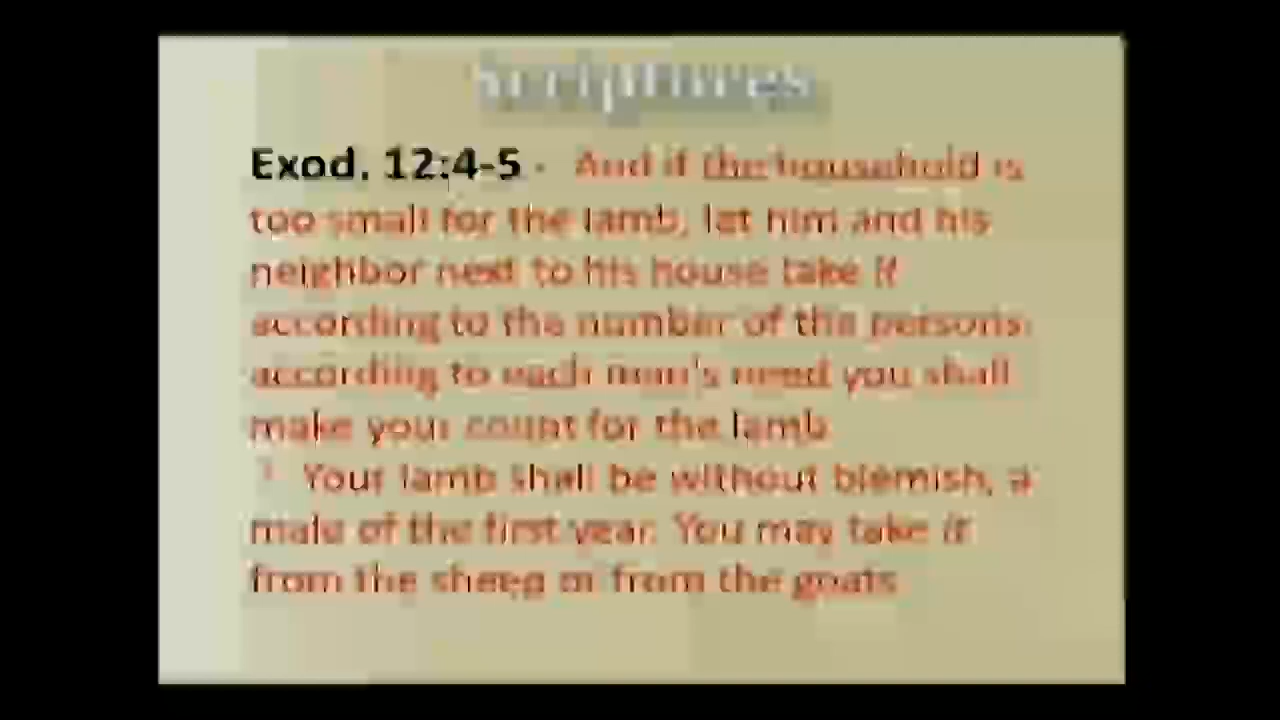 Scriptures
Exod. 12:4-5 - And if the household is
too small for the lamb, let him and his
neighbor next to his house take it
according to the number of the persons;
according to each man's need you shall
make your count for the lamb.
5 Your lamb shall be without blemish, a
male of the first year. You may take it
from the sheep or from the goats